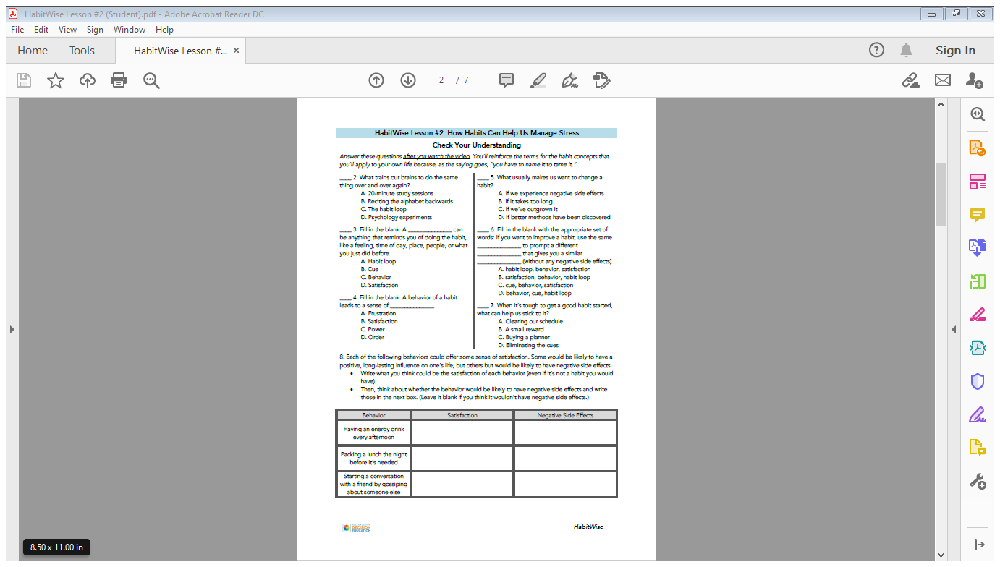 HabitWise Lesson #2 (Student).pdf - Adobe Acrobat Reader DC
File Edit View Sign Window Help
Home Tools HabitWise Lesson #... × Sign In
2 / 7
HabitWise Lesson #2: How Habits Can Help Us Manage Stress
Check Your Understanding
Answer these questions after you watch the video. You'll reinforce the terms for the habit concepts that
you'll apply to your own life because, as the saying goes, "you have to name it to tame it."
____ 2. What trains our brains to do the same
thing over and over again?
A. 20-minute study sessions
B. Reciting the alphabet backwards
C. The habit loop
D. Psychology experiments
____ 3. Fill in the blank: A _______________ can
be anything that reminds you of doing the habit,
like a feeling, time of day, place, people, or what
you just did before.
A. Habit loop
B. Cue
C. Behavior
D. Satisfaction
____ 4. Fill in the blank: A behavior of a habit
leads to a sense of _______________.
A. Frustration
B. Satisfaction
C. Power
D. Order
____ 5. What usually makes us want to change a
habit?
A. If we experience negative side effects
B. If it takes too long
C. If we've outgrown it
D. If better methods have been discovered
____ 6. Fill in the blank with the appropriate set of
words: If you want to improve a habit, use the same
_______________ to prompt a different
_______________ that gives you a similar
_______________ (without any negative side effects).
A. habit loop, behavior, satisfaction
B. satisfaction, behavior, habit loop
C. cue, behavior, satisfaction
D. behavior, cue, habit loop
____ 7. When it's tough to get a good habit started,
what can help us stick to it?
A. Clearing our schedule
B. A small reward
C. Buying a planner
D. Eliminating the cues
8. Each of the following behaviors could offer some sense of satisfaction. Some would be likely to have a
positive, long-lasting influence on one's life, but others but would be likely to have negative side effects.
• Write what you think could be the satisfaction of each behavior (even if it's not a habit you would
have).
• Then, think about whether the behavior would be likely to have negative side effects and write
those in the next box. (Leave it blank if you think it wouldn't have negative side effects.)
Behavior Satisfaction Negative Side Effects
Having an energy drink
every afternoon
Packing a lunch the night
before it's needed
Starting a conversation
with a friend by gossiping
about someone else
DECISION
EDUCATION
HabitWise
8.50 x 11.00 in